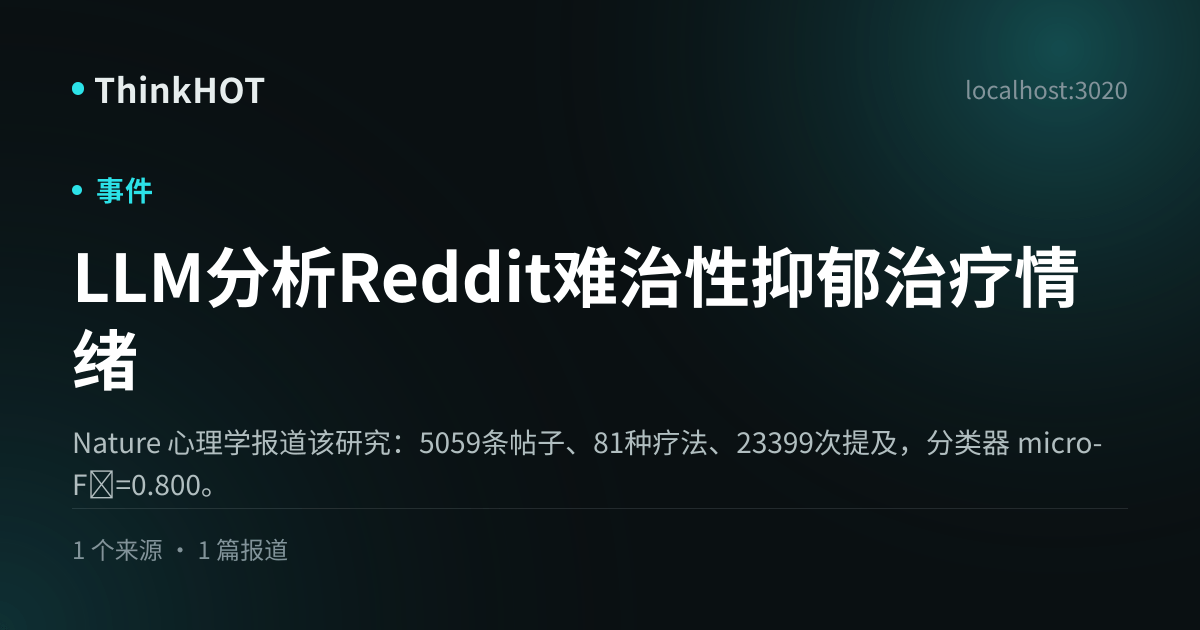 ThinkHOT
localhost:3020
事件
LLM分析Reddit难治性抑郁治疗情
绪
Nature 心理学报道该研究：5059条帖子、81种疗法、23399次提及，分类器 micro-
F☒=0.800。
1 个来源 · 1 篇报道